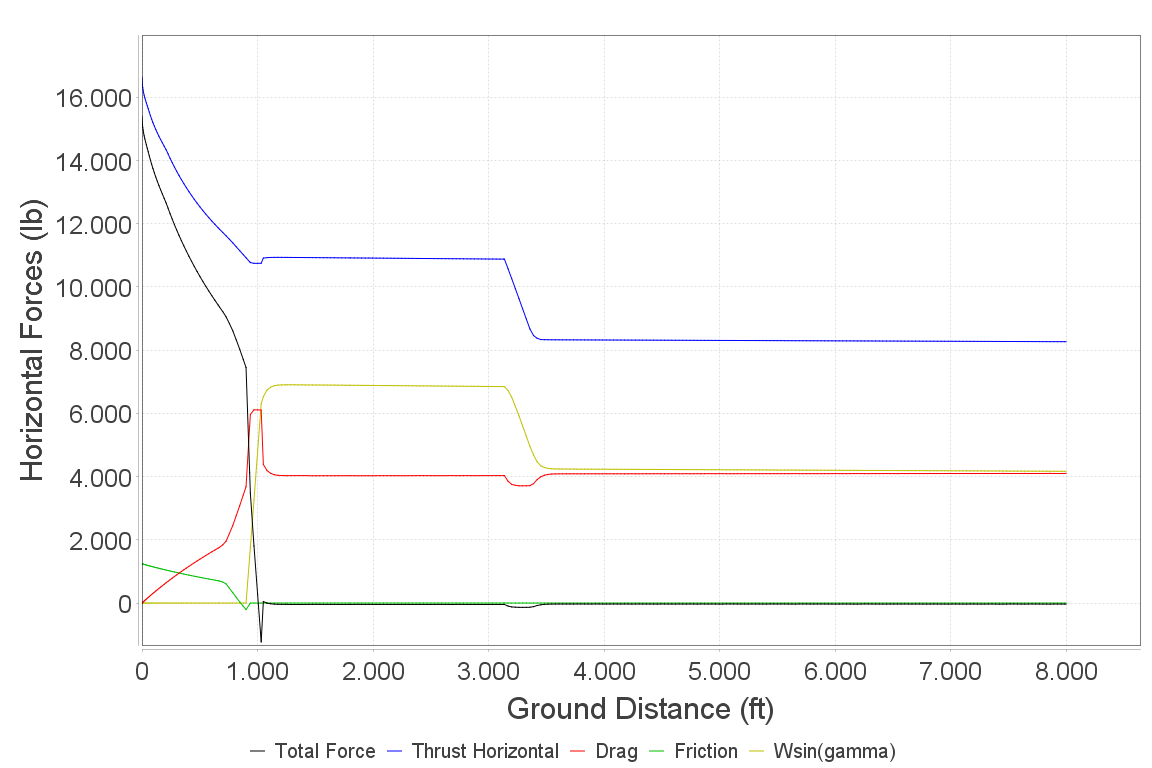 Horizontal Forces (lb)
16.000
14.000
12.000
10.000
8.000
6.000
4.000
2.000
0
0 1.000 2.000 3.000 4.000 5.000 6.000 7.000 8.000
Ground Distance (ft)
Total Force Thrust Horizontal Drag Friction Wsin(gamma)